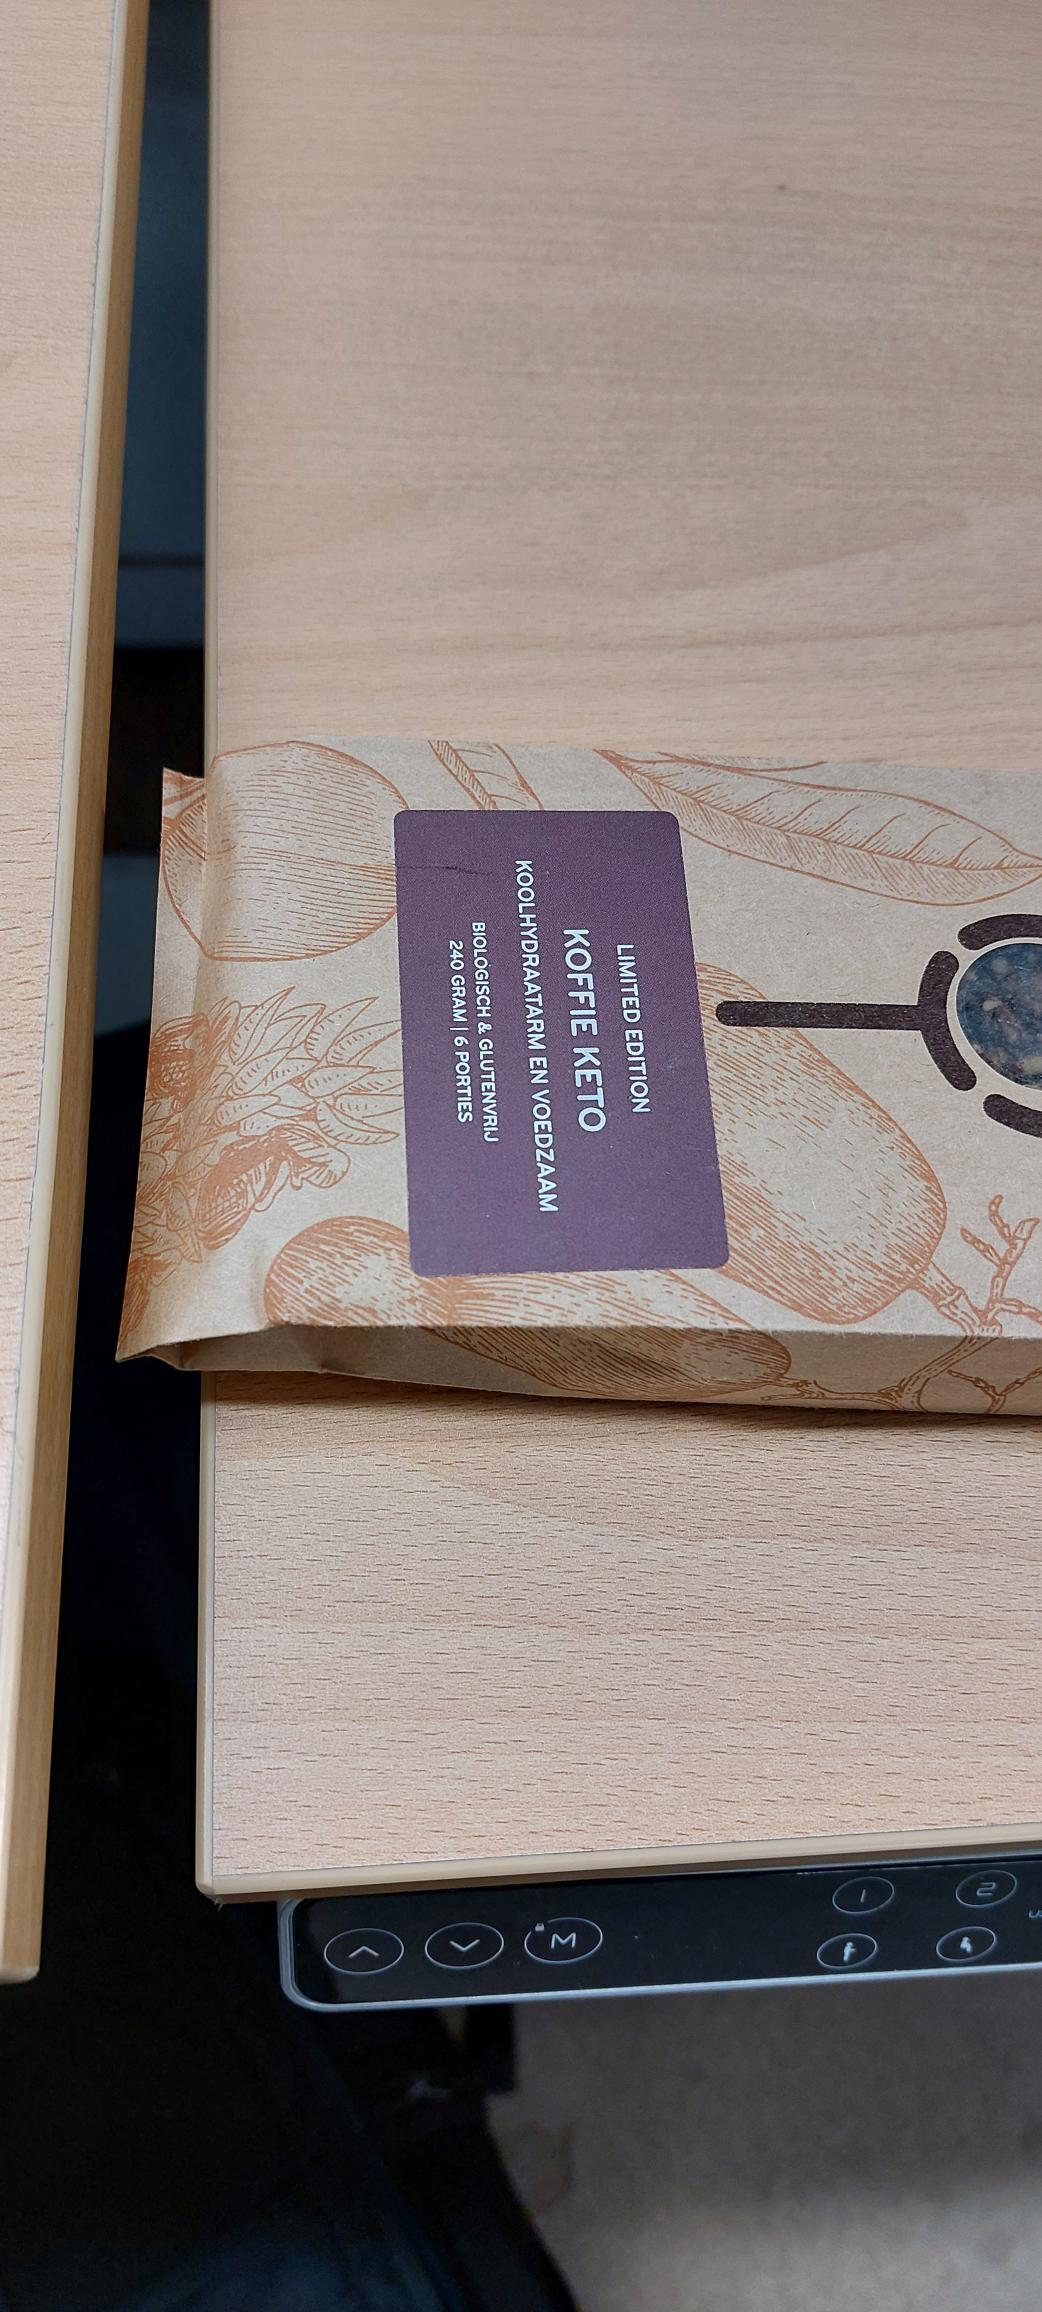 LIMITED EDITION
KOFFIE KETO
KOOLHYDRAATARM EN VOEDZAAM
BIOLOGISCH & GLUTENVRIJ
240 GRAM | 6 PORTIES
M
1
2